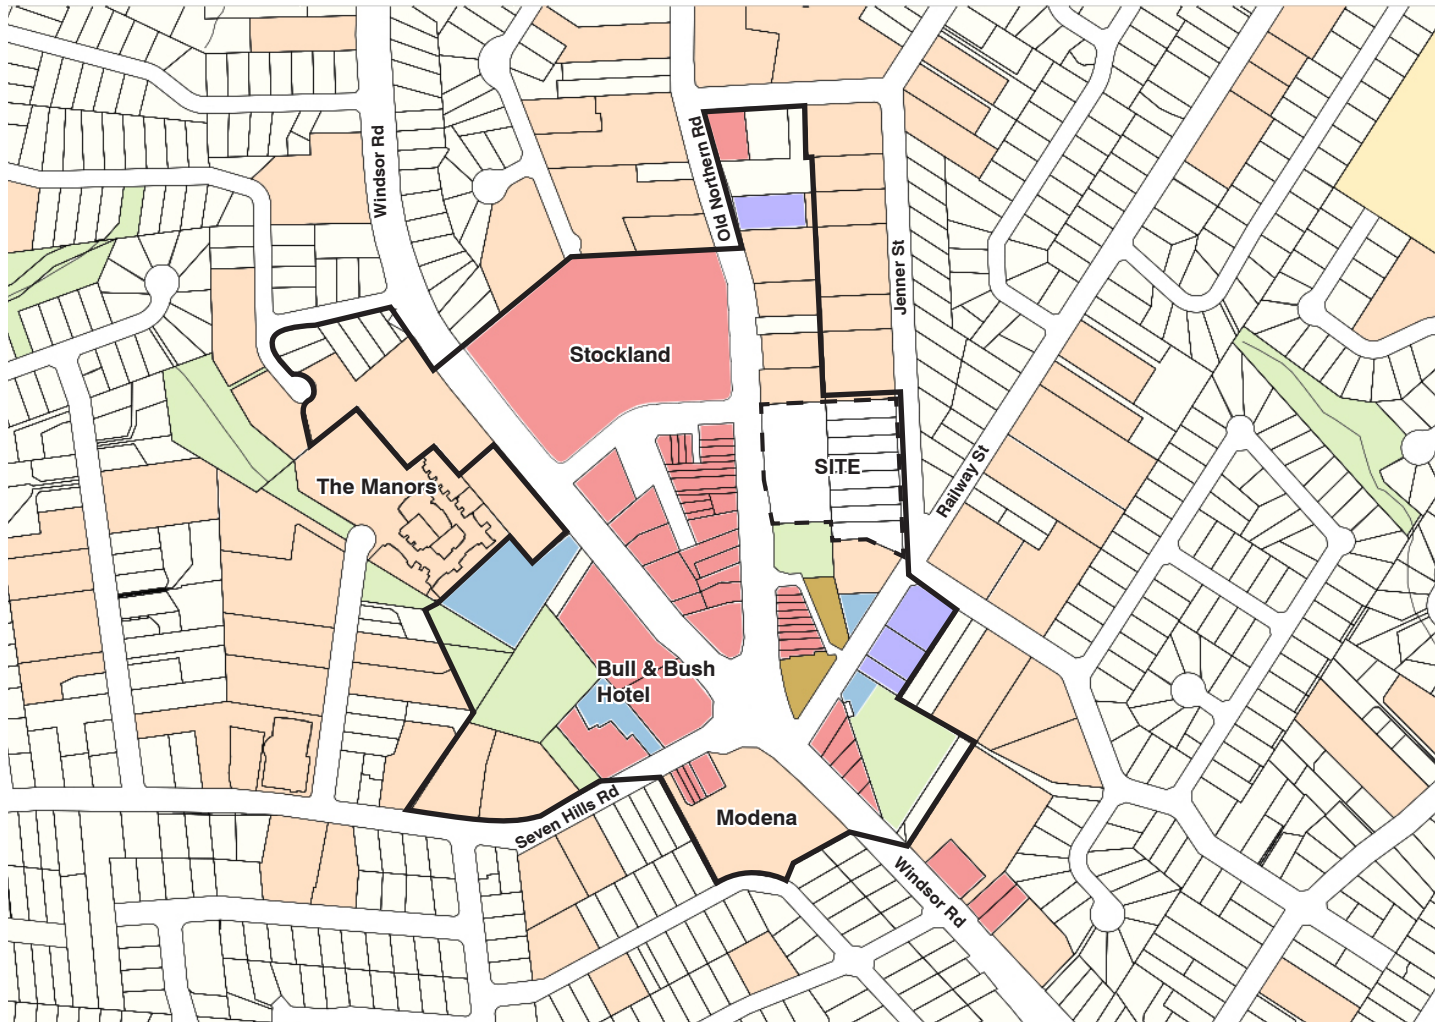 Windsor Rd
Old Northern Rd
Jenner St
Stockland
Railway St
SITE
The Manors
Bull & Bush
Hotel
Seven Hills Rd
Modena
Windsor Rd